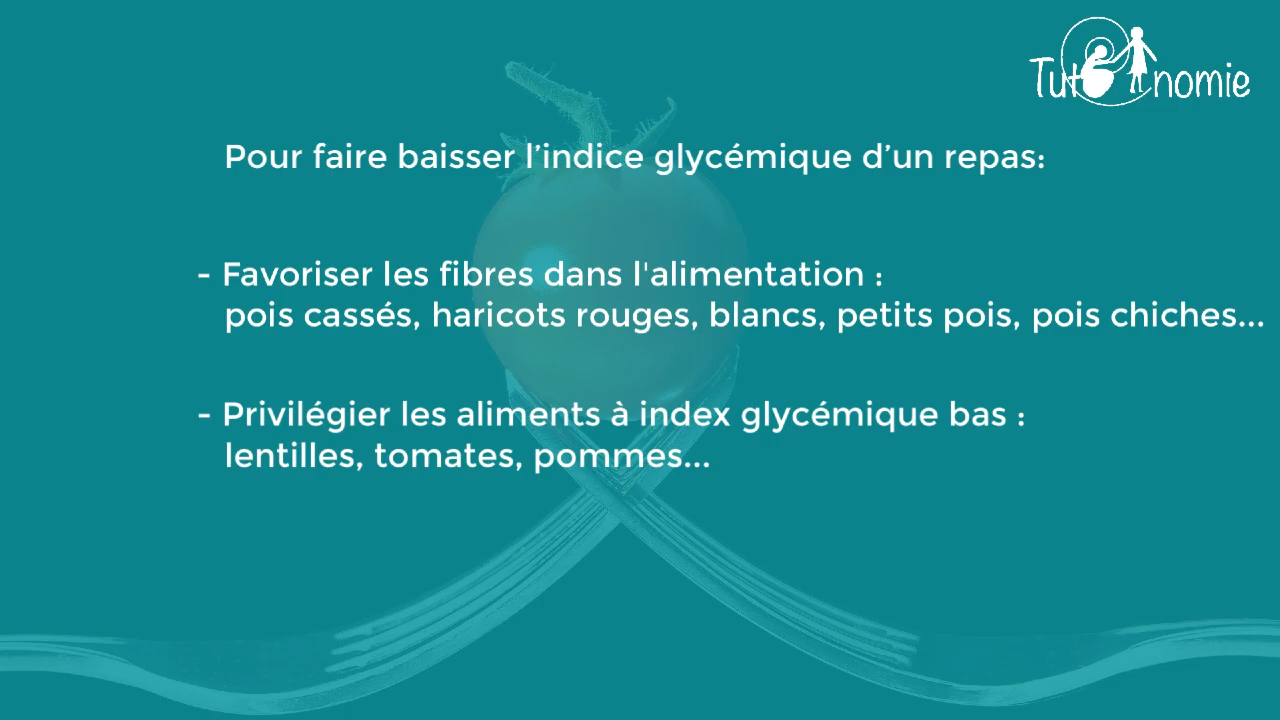 Tutonomie
Pour faire baisser l’indice glycémique d’un repas:
- Favoriser les fibres dans l'alimentation :
pois cassés, haricots rouges, blancs, petits pois, pois chiches...
- Privilégier les aliments à index glycémique bas :
lentilles, tomates, pommes...